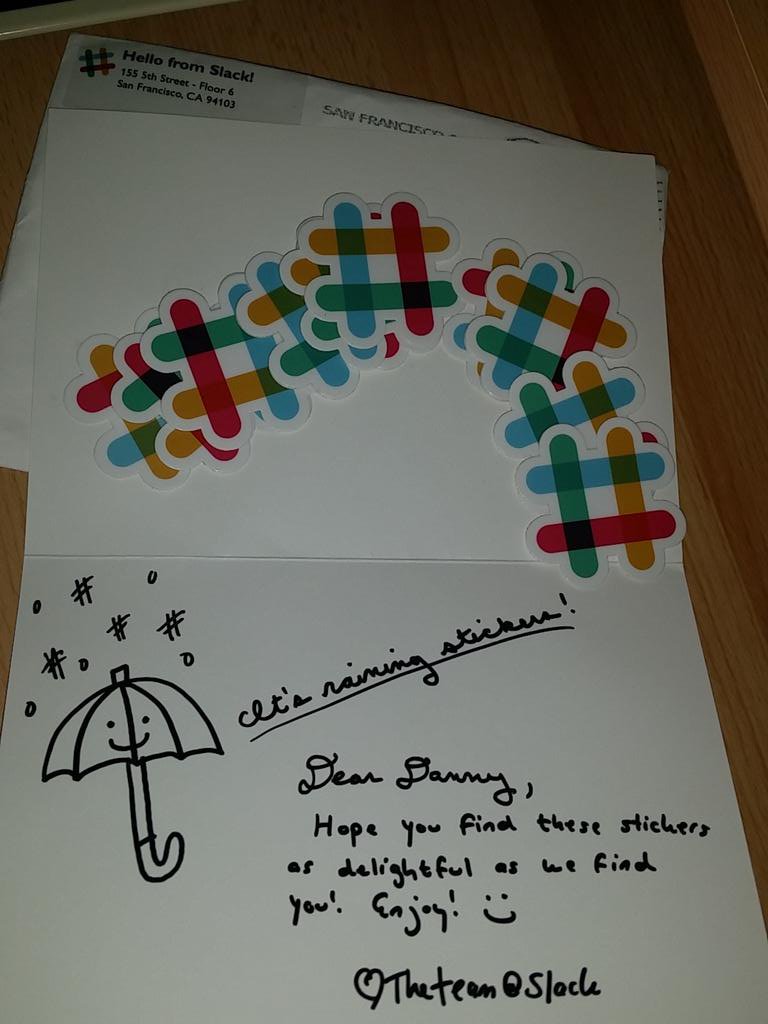 Hello from Slack!
155 5th Street - Floor 6
San Francisco, CA 94103
SAN FRANCISCO
# # # #
It's raining stickers!
Dear Danny,
Hope you find these stickers
as delightful as we find
you! Enjoy! :)
♡The team@Slack